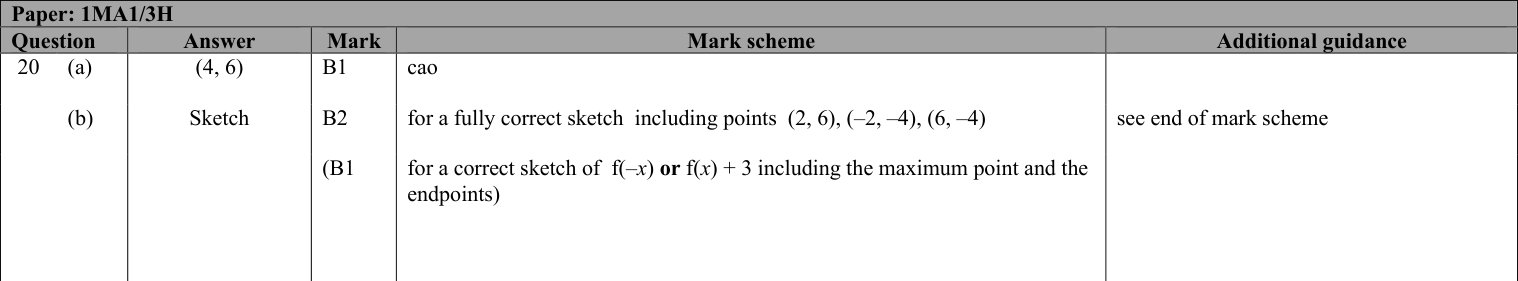 Paper: 1MA1/3H
Question Answer Mark Mark scheme Additional guidance
20 (a) (4, 6) B1 cao
(b) Sketch B2 for a fully correct sketch including points (2, 6), (–2, –4), (6, –4) see end of mark scheme
(B1 for a correct sketch of f(–x) or f(x) + 3 including the maximum point and the
endpoints)